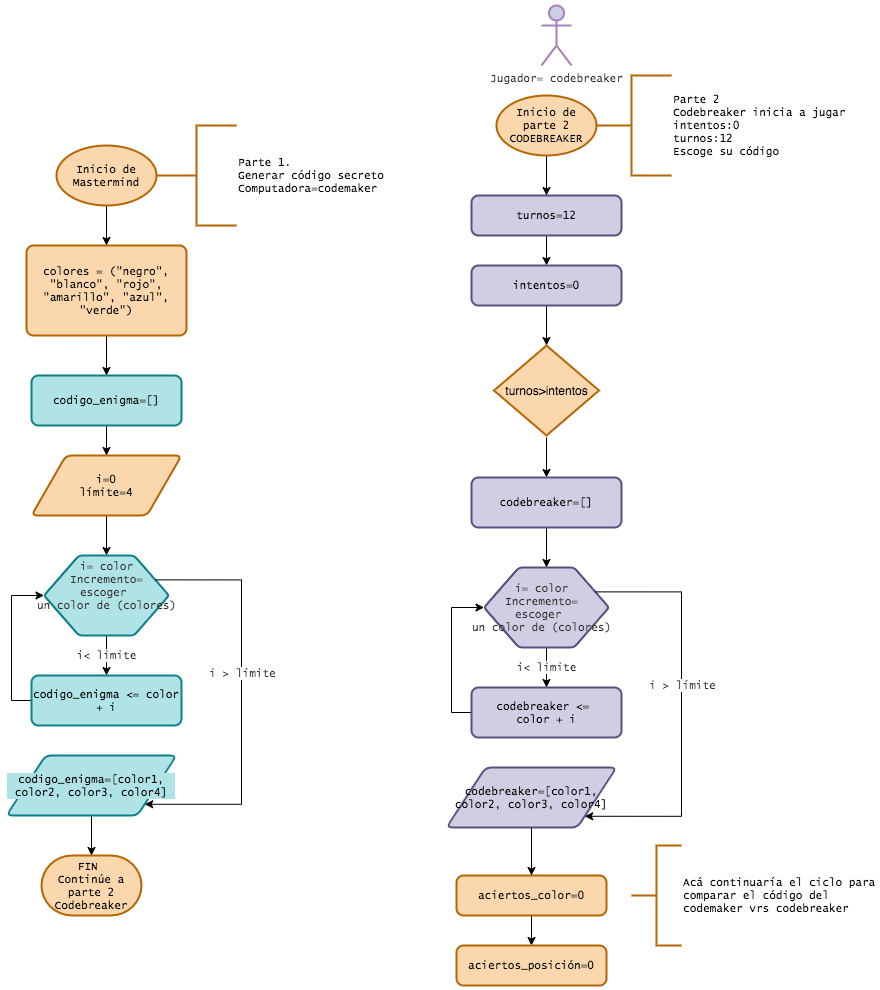 Inicio de
Mastermind
Parte 1.
Generar código secreto
Computadora=codemaker
colores = ("negro",
"blanco", "rojo",
"amarillo", "azul",
"verde")
codigo_enigma=[]
i=0
límite=4
i= color
Incremento=
escoger
un color de (colores)
i< límite
i > límite
codigo_enigma <= color
+ i
codigo_enigma=[color1,
color2, color3, color4]
FIN
Continúe a
parte 2
Codebreaker
Jugador= codebreaker
Inicio de
parte 2
CODEBREAKER
Parte 2
Codebreaker inicia a jugar
intentos:0
turnos:12
Escoge su código
turnos=12
intentos=0
turnos>intentos
codebreaker=[]
i= color
Incremento=
escoger
un color de (colores)
i< límite
i > límite
codebreaker <=
color + i
codebreaker=[color1,
color2, color3, color4]
aciertos_color=0
Acá continuaría el ciclo para
comparar el código del
codemaker vrs codebreaker
aciertos_posición=0